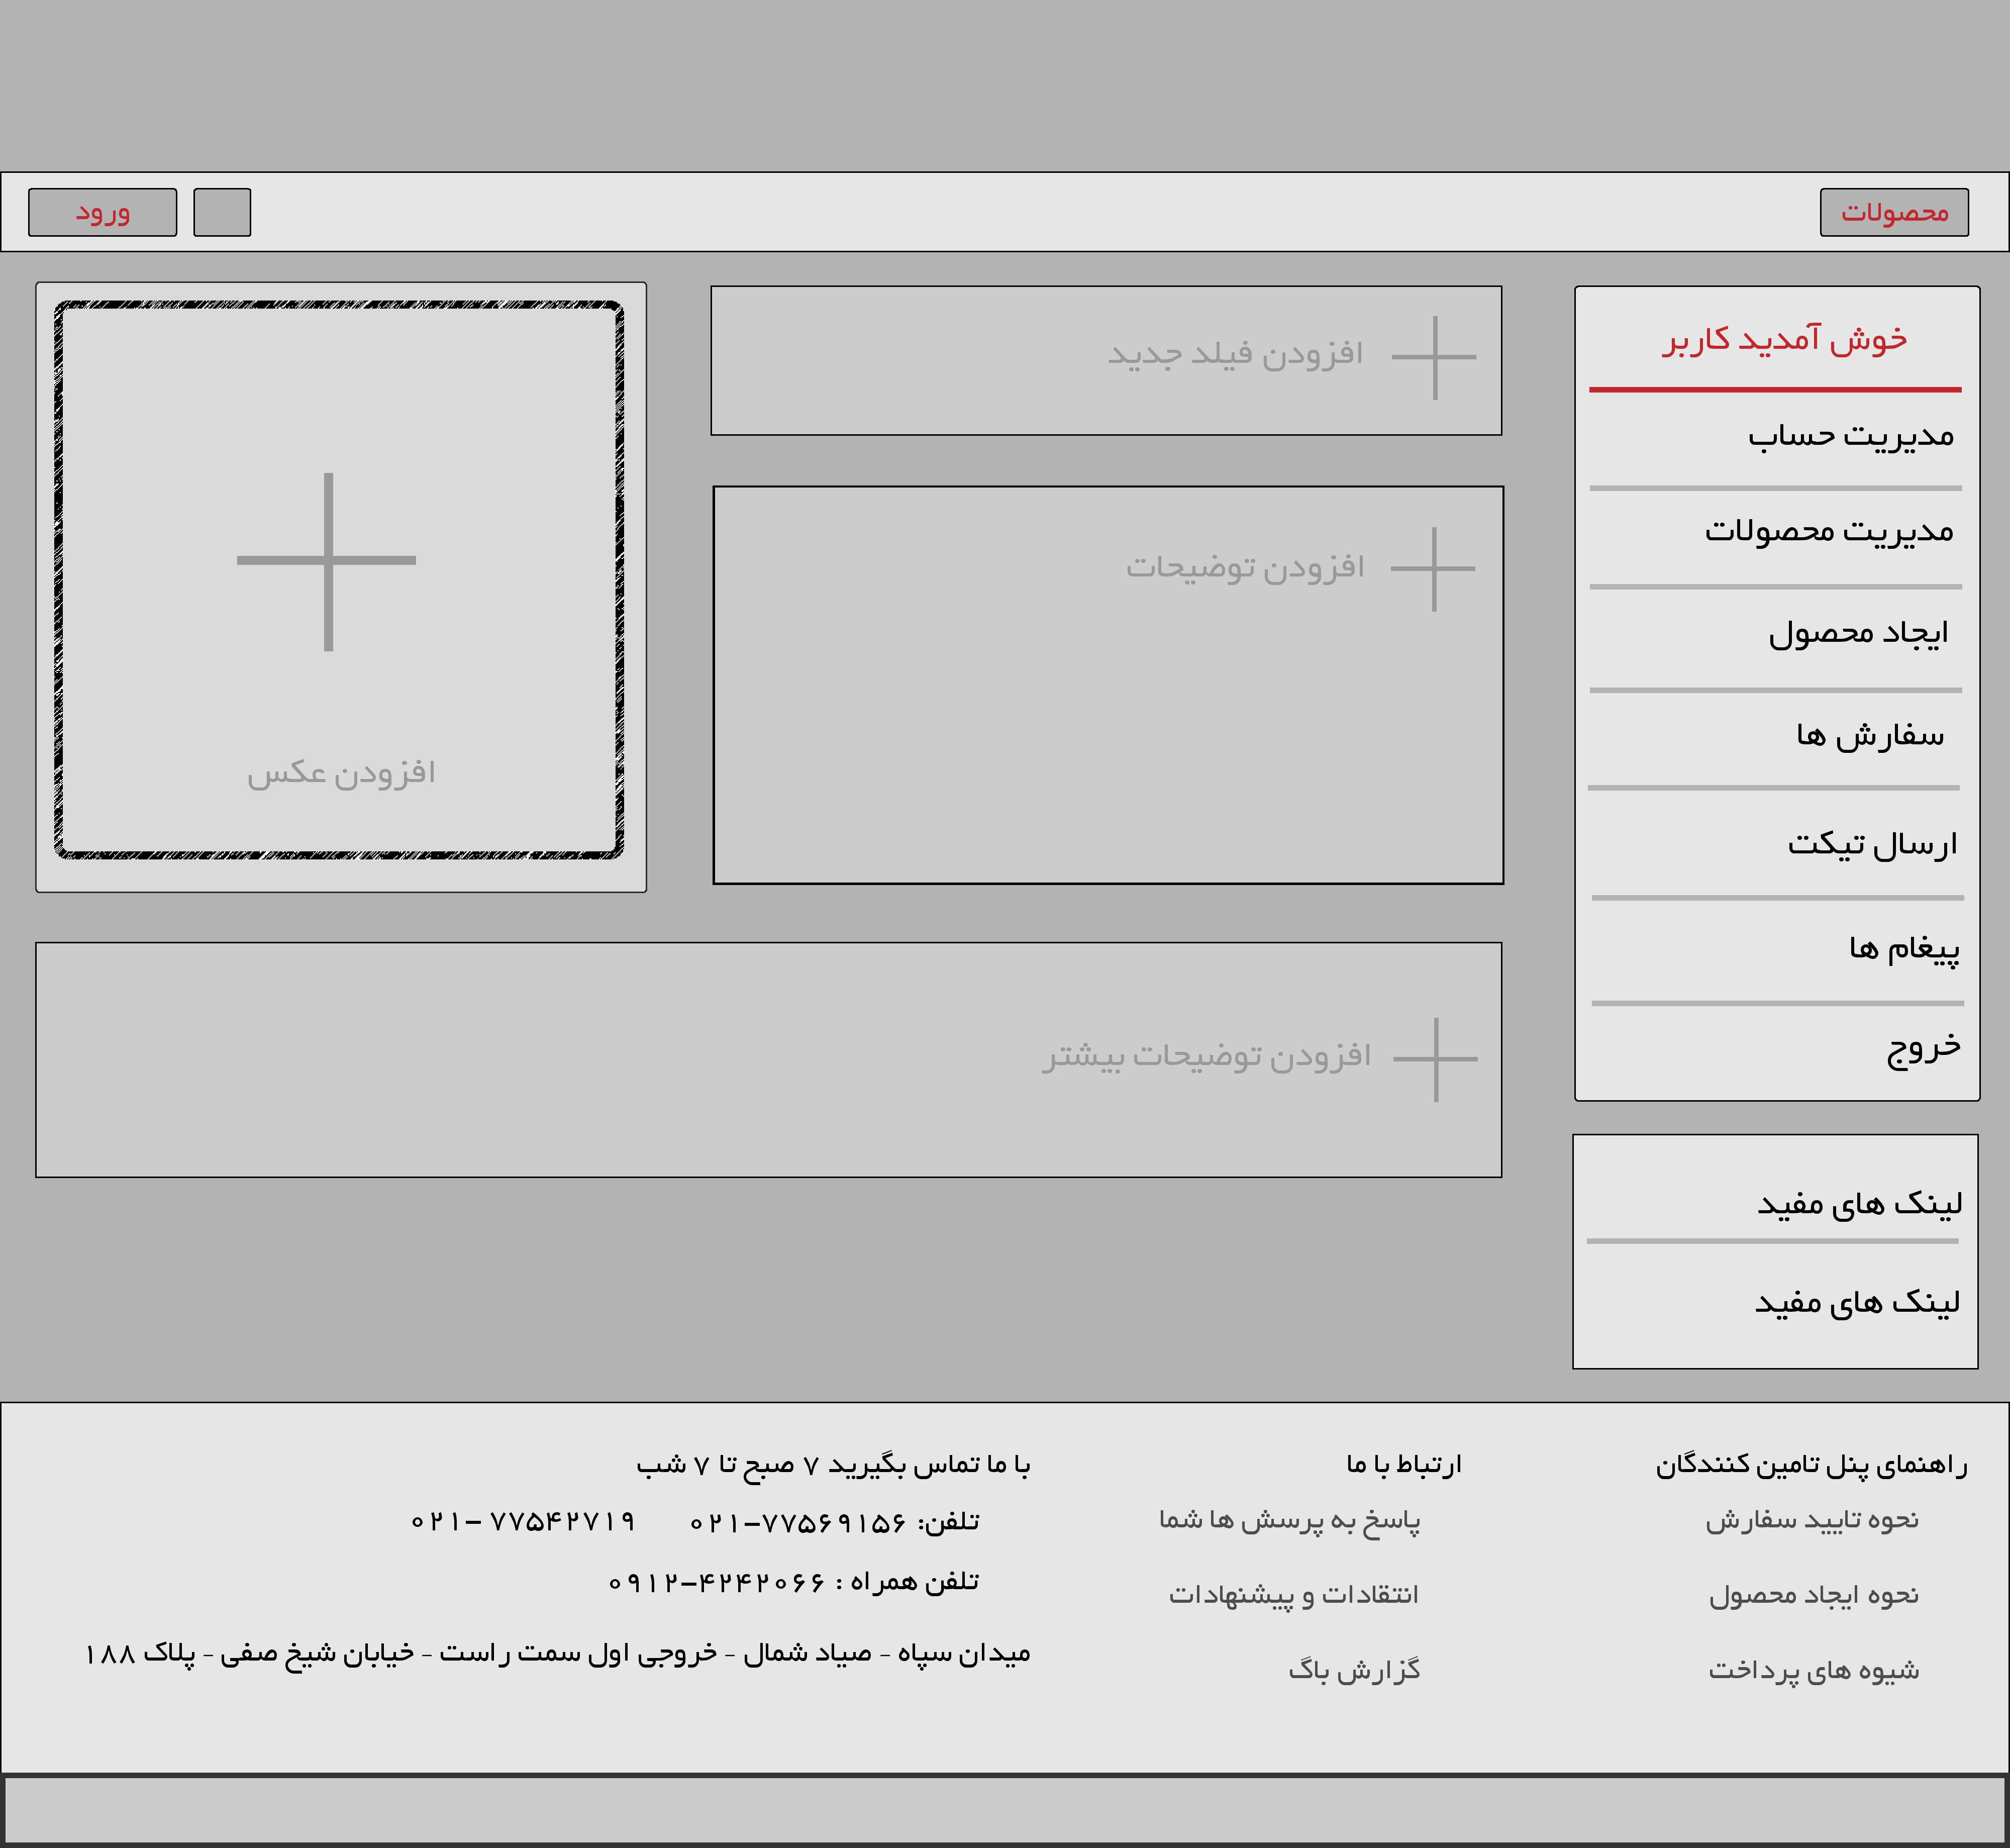 محصولات
ورود
خوش آمدید کاربر
مدیریت حساب
مدیریت محصولات
ایجاد محصول
سفارش ها
ارسال تیکت
پیغام ها
خروج
لینک های مفید
لینک های مفید
افزودن فیلد جدید
افزودن توضیحات
افزودن عکس
افزودن توضیحات بیشتر
راهنمای پنل تامین کنندگان
نحوه تایید سفارش
نحوه ایجاد محصول
شیوه های پرداخت
ارتباط با ما
پاسخ به پرسش ها شما
انتقادات و پیشنهادات
گزارش باگ
با ما تماس بگیرید ۷ صبح تا ۷ شب
تلفن: ۰۲۱-۷۷۵۶۹۱۵۶ ۰۲۱- ۷۷۵۴۲۷۱۹
تلفن همراه : ۰۹۱۲-۴۲۴۲۰۶۶
میدان سپاه - صیاد شمال - خروجی اول سمت راست - خیابان شیخ صفی - پلاک ۱۸۸